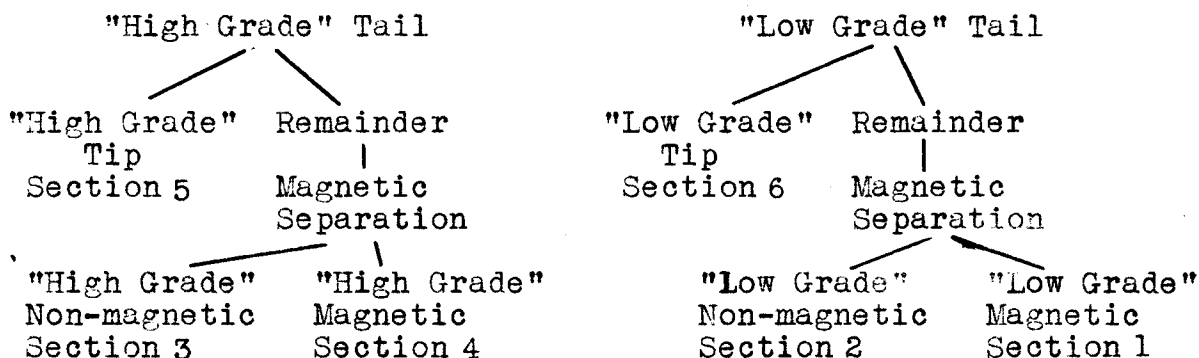 "High Grade" Tail
"High Grade" Remainder
Tip
Section 5 Magnetic
Separation
"High Grade" "High Grade"
Non-magnetic Magnetic
Section 3 Section 4
"Low Grade" Tail
"Low Grade" Remainder
Tip
Section 6 Magnetic
Separation
"Low Grade" "Low Grade"
Non-magnetic Magnetic
Section 2 Section 1